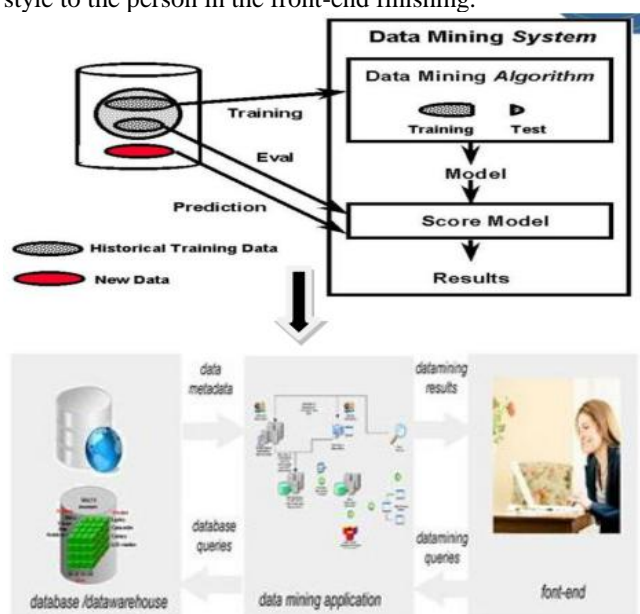 style to the person in the front-end finishing.
Data Mining System
Data Mining Algorithm
Training
Training Test
Eval
Model
Prediction
Score Model
Historical Training Data
New Data
Results
data
metadata
datamining
results
database
queries
datamining
queries
database /datawarehouse
data mining application
font-end